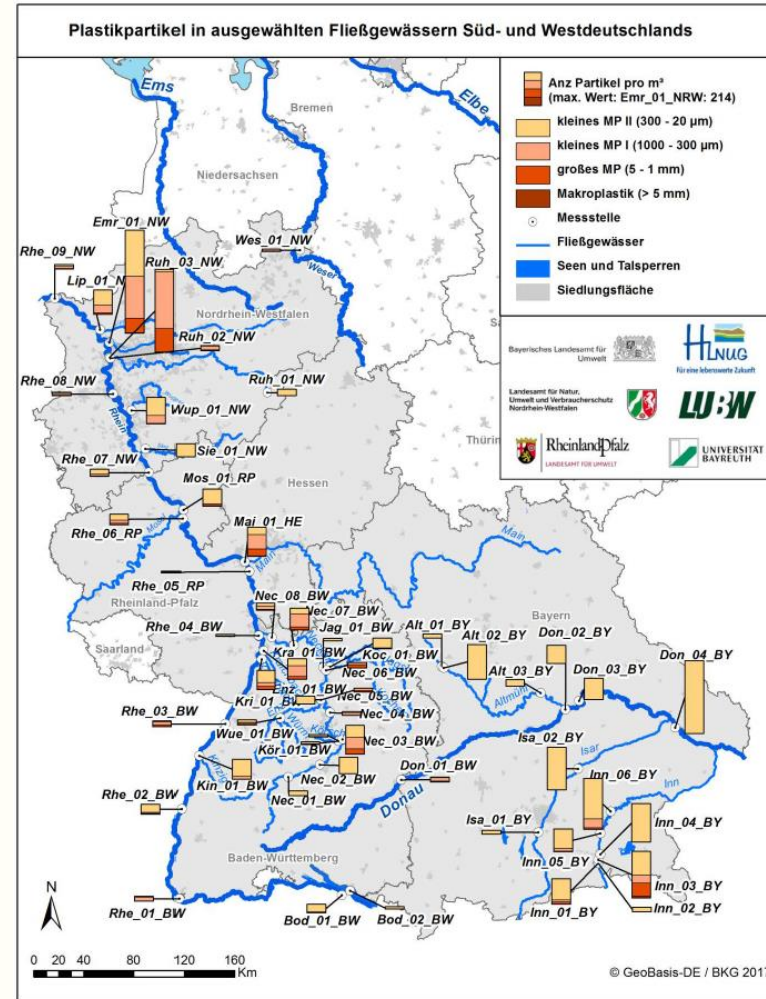 Plastikpartikel in ausgewählten Fließgewässern Süd- und Westdeutschlands
Anz Partikel pro m³
(max. Wert: Emr_01_NRW: 214)
kleines MP II (300 - 20 µm)
kleines MP I (1000 - 300 µm)
großes MP (5 - 1 mm)
Makroplastik (> 5 mm)
Messstelle
Fließgewässer
Seen und Talsperren
Siedlungsfläche
Bayerisches Landesamt für
Umwelt
HLNUG
Für eine lebenswerte Zukunft
Landesamt für Natur,
Umwelt und Verbraucherschutz
Nordrhein-Westfalen
LUBW
RheinlandPfalz
LANDESAMT FÜR UMWELT
UNIVERSITÄT
BAYREUTH
Ems
Elbe
Bremen
Niedersachsen
Emr_01_NW
Wes_01_NW
Rhe_09_NW
Ruh_03_NW
Weser
Lip_01_N
Nordrhein-Westfalen
Ruh_02_NW
Rhe_08_NW
Ruh_01_NW
Wup_01_NW
Rhein
Sie_01_NW
Thürin
Rhe_07_NW
Mos_01_RP
Hessen
Rhe_06_RP
Mai_01_HE
Main
Main
Rhe_05_RP
Rheinland-Pfalz
Nec_08_BW
Nec_07_BW
Alt_01_BY
Bayern
Rhe_04_BW
Jag_01_BW
Alt_02_BY
Don_02_BY
Saarland
Kra_01_BW
Koc_01_BW
Alt_03_BY
Don_03_BY
Don_04_BY
Enz_01_BW
Nec_06_BW
Kri_01_BW
Nec_05_BW
Altmühl
Rhe_03_BW
Wue_01_BW
Nec_04_BW
Isa_02_BY
Kör_01_BW
Nec_03_BW
Isar
Kinzig
Don_01_BW
Inn_06_BY
Inn
Kin_01_BW
Nec_02_BW
Rhe_02_BW
Nec_01_BW
Donau
Isa_01_BY
Inn_04_BY
Inn_05_BY
Baden-Württemberg
Inn_03_BY
Rhe_01_BW
Bod_01_BW
Bod_02_BW
Inn_01_BY
Inn_02_BY
N
0 20 40 80 120 160
Km
© GeoBasis-DE / BKG 2017